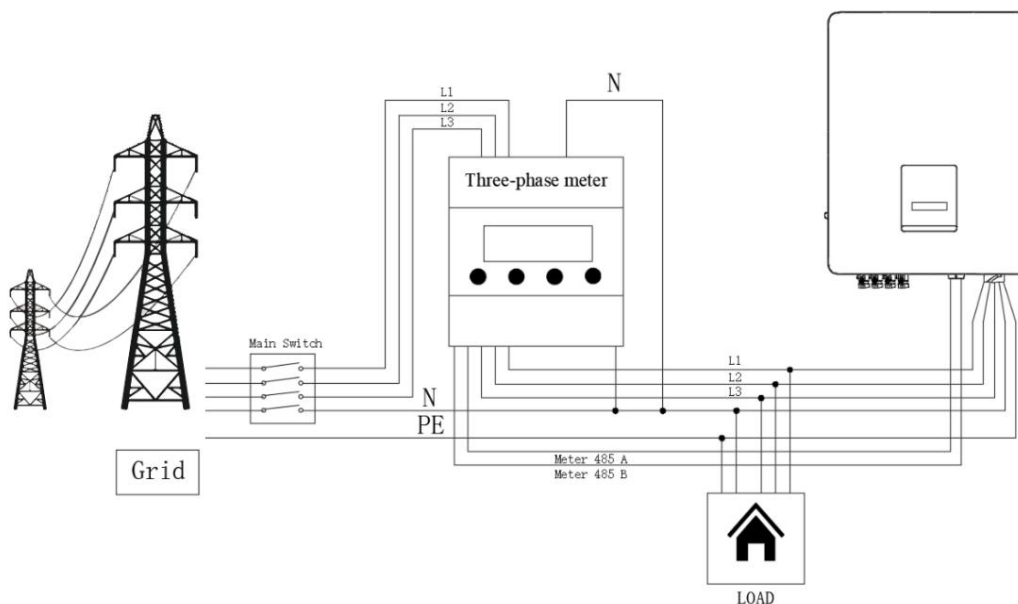 L1
L2
L3
N
Three-phase meter
Main Switch
L1
L2
L3
N
PE
Meter 485 A
Meter 485 B
Grid
LOAD